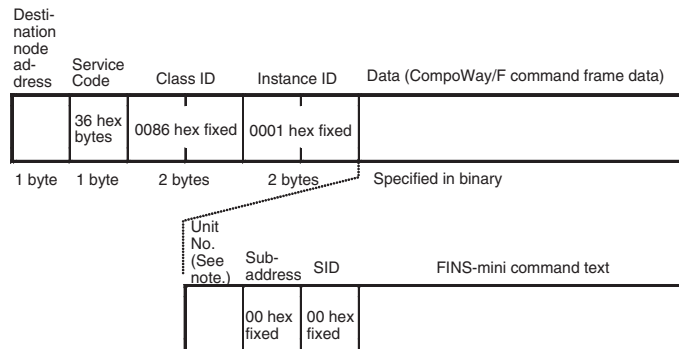 Desti-
nation
node
ad-
dress
Service
Code
Class ID
Instance ID
Data (CompoWay/F command frame data)
36 hex
bytes
0086 hex fixed
0001 hex fixed
1 byte
1 byte
2 bytes
2 bytes
Specified in binary
Unit
No.
(See
note.)
Sub-
address
SID
FINS-mini command text
00 hex
fixed
00 hex
fixed